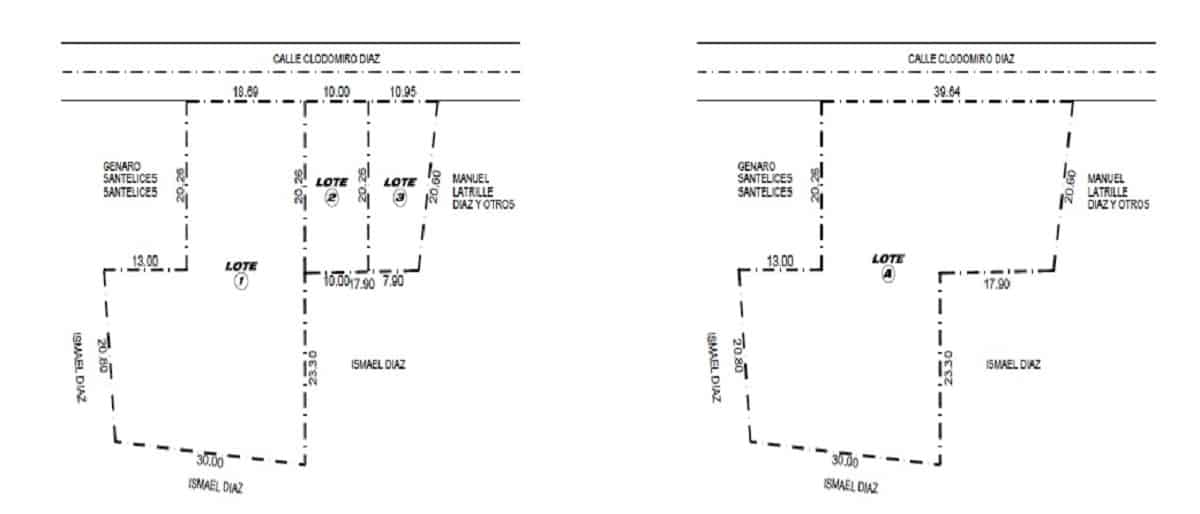 CALLE CLODOMIRO DIAZ
18.69 10.00 10.95
GENARO
SANTELICES
SANTELICES
20.26
20.26
LOTE
2
20.26
LOTE
3
20.60
MANUEL
LATRILLE
DIAZ Y OTROS
13.00
LOTE
1
10.00 17.90 7.90
ISMAEL DIAZ
20.80
23.30
ISMAEL DIAZ
30.00
ISMAEL DIAZ
CALLE CLODOMIRO DIAZ
39.64
GENARO
SANTELICES
SANTELICES
20.26
20.60
MANUEL
LATRILLE
DIAZ Y OTROS
13.00
LOTE
A
17.90
ISMAEL DIAZ
20.80
23.30
ISMAEL DIAZ
30.00
ISMAEL DIAZ